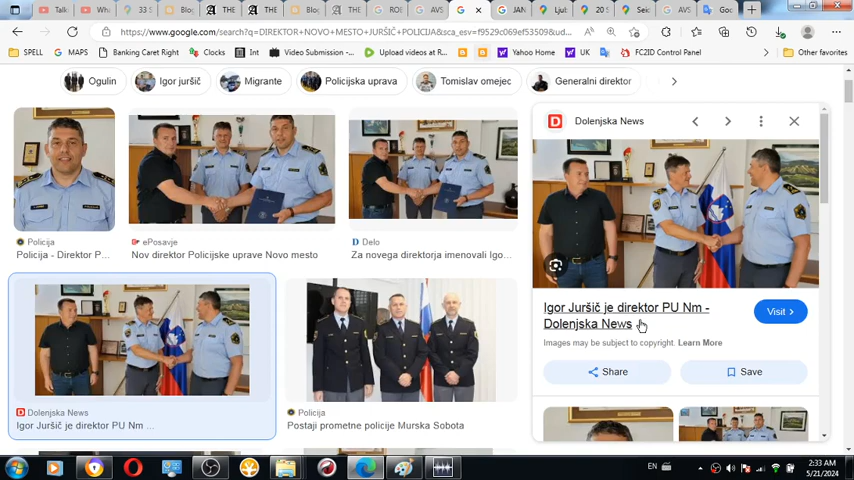 Talk
Mail
33 S
Blog
THE
THE
Blog
THE
ROS
AVS
JAN
Ljub
20 S
Seic
AVS
Goo
https://www.google.com/search?q=DIREKTOR+NOVO+MESTO+JURŠIČ+POLICIJA&sca_esv=f9529c069ef53509&ud...
SPELL
MAPS
Banking Caret Right
Clocks
Int
Video Submission -...
Upload videos at R...
Yahoo Home
UK
FC2ID Control Panel
Other favorites
Ogulin
Igor juršič
Migrante
Policijska uprava
Tomislav omejec
Generalni direktor
Policija
Policija - Direktor P...
ePosavje
Nov direktor Policijske uprave Novo mesto
Delo
Za novega direktorja imenovali Igo...
Dolenjska News
Igor Juršič je direktor PU Nm ...
Policija
Postaji prometne policije Murska Sobota
Dolenjska News
Igor Juršič je direktor PU Nm -
Dolenjska News
Visit
Images may be subject to copyright. Learn More
Share
Save
EN
2:33 AM
5/21/2024